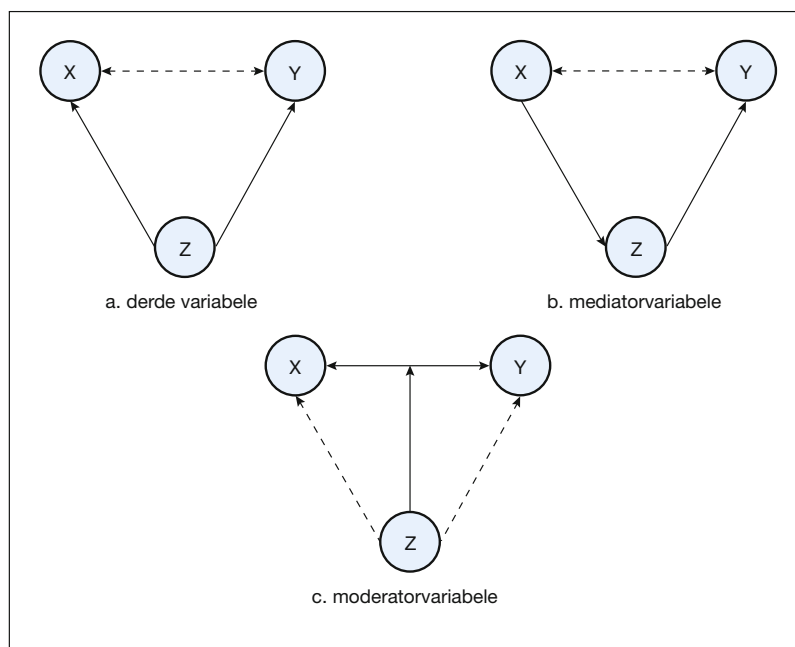 X Y X Y
Z Z
a. derde variabele b. mediatorvariabele
X Y
Z
c. moderatorvariabele